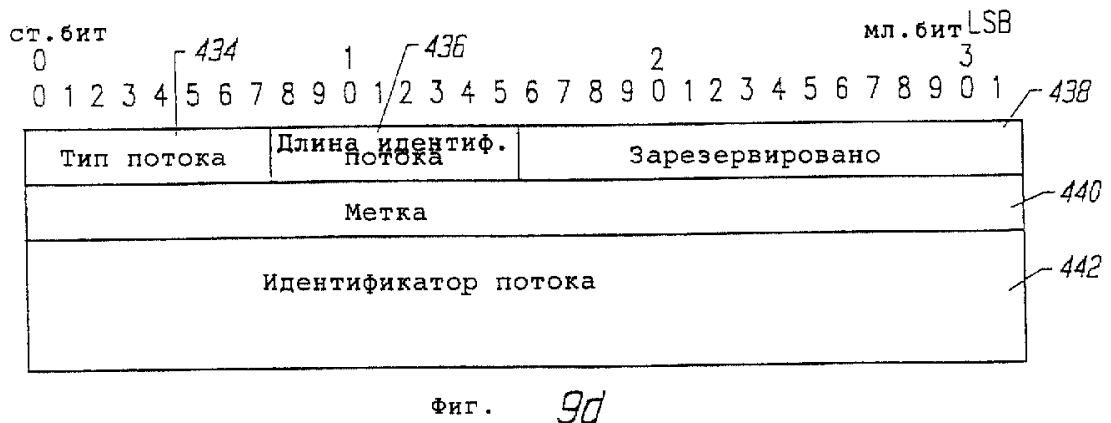 ст.бит 434 436 мл.бит LSB
0 1 2 3
0 1 2 3 4 5 6 7 8 9 0 1 2 3 4 5 6 7 8 9 0 1 2 3 4 5 6 7 8 9 0 1 438
Тип потока Длина идентиф. потока Зарезервировано
Метка 440
Идентификатор потока 442
Фиг. 9d